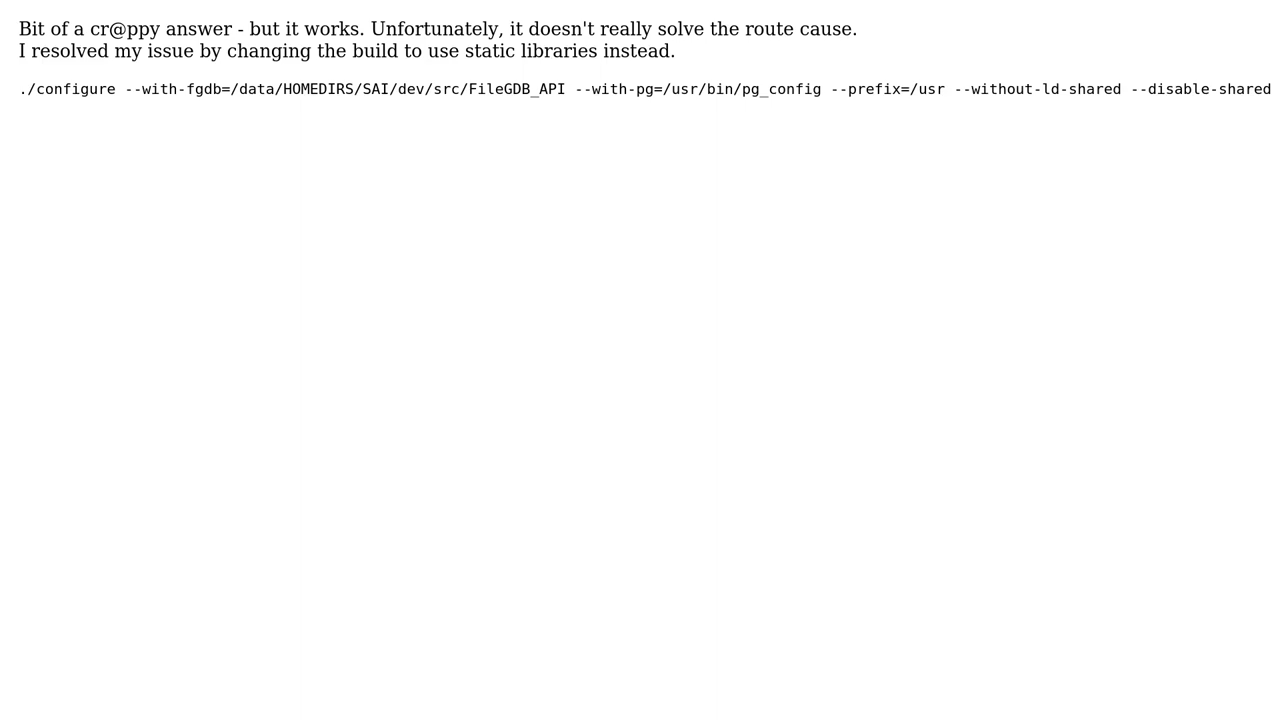 Bit of a cr@ppy answer - but it works. Unfortunately, it doesn't really solve the route cause.
I resolved my issue by changing the build to use static libraries instead.
./configure --with-fgdb=/data/HOMEDIRS/SAI/dev/src/FileGDB_API --with-pg=/usr/bin/pg_config --prefix=/usr --without-ld-shared --disable-shared